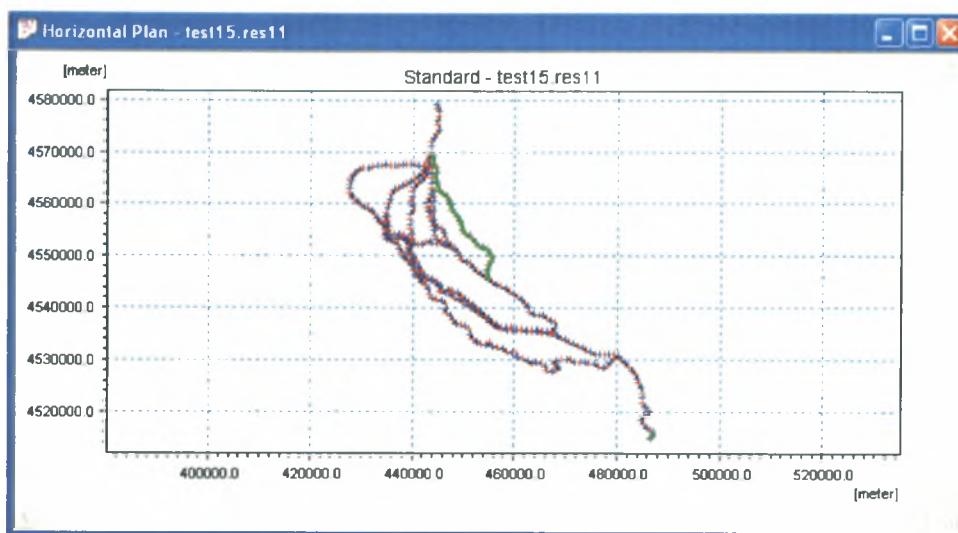 Horizontal Plan - test15.res11
[meter]
Standard - test15.res11
4580000.0
4570000.0
4560000.0
4550000.0
4540000.0
4530000.0
4520000.0
400000.0 420000.0 440000.0 460000.0 480000.0 500000.0 520000.0
[meter]